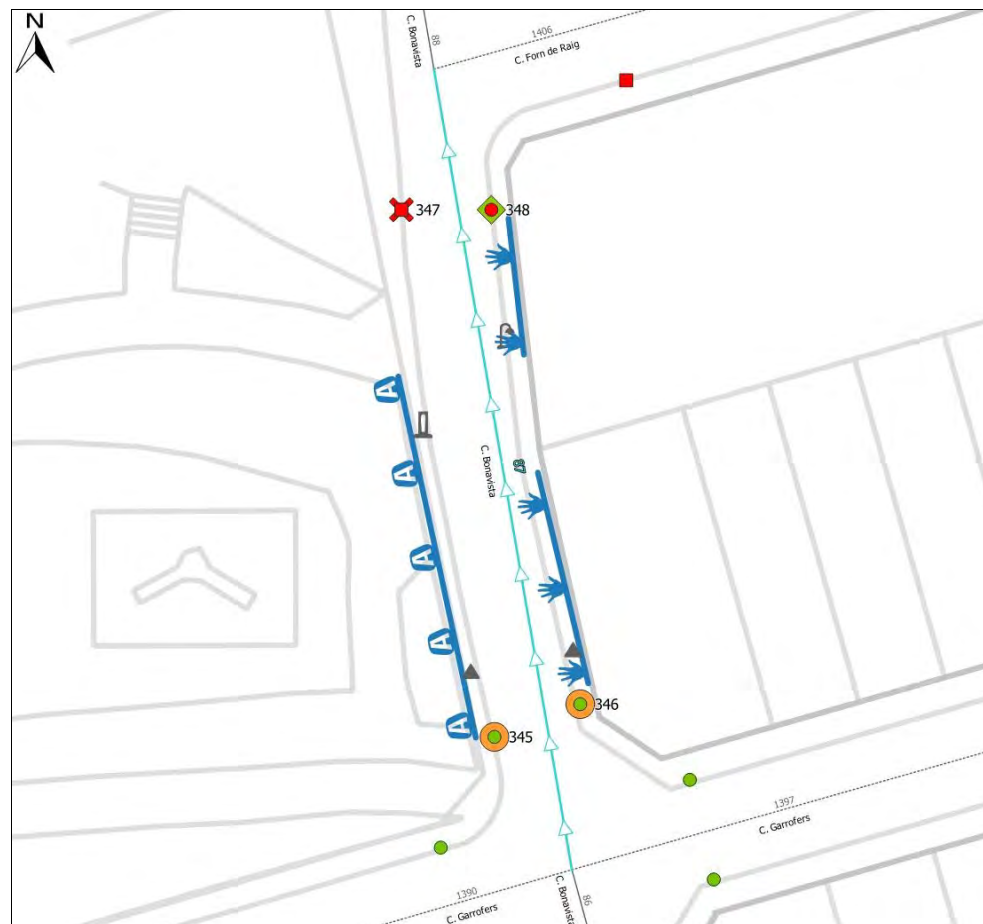 N
C. Bonavista
88
1406
C. Forn de Raig
347
348
A
A
C. Bonavista
87
A
A
A
346
345
1397
C. Garrofers
1390
C. Garrofers
C. Bonavista
86